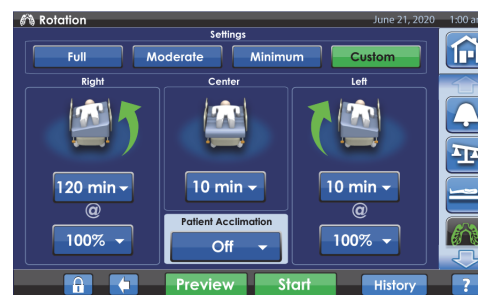 Rotation June 21, 2020 1:00 am
Settings
Full Moderate Minimum Custom
Right Center Left
120 min 10 min 10 min
@ @
100% Patient Acclimation 100%
Off
Preview Start History ?